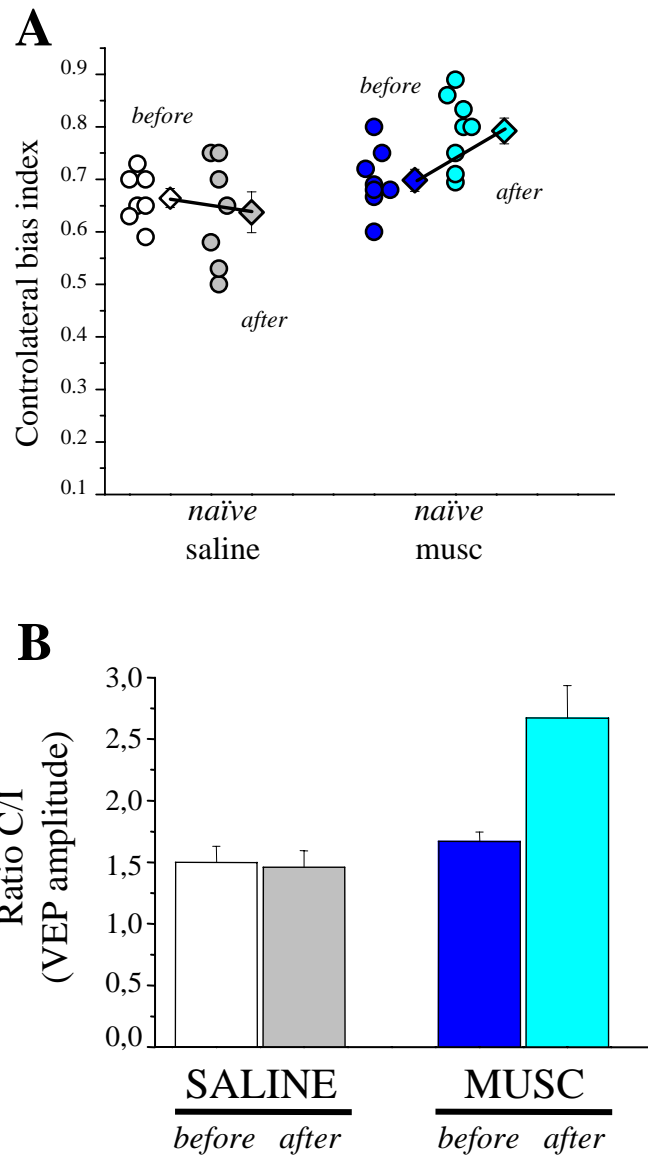 A
Controlateral bias index
0.9
0.8
0.7
0.6
0.5
0.4
0.3
0.2
0.1
before
after
before
after
naïve
saline
naïve
musc
B
Ratio C/I
(VEP amplitude)
3,0
2,5
2,0
1,5
1,0
0,5
0,0
SALINE
MUSC
before after
before after